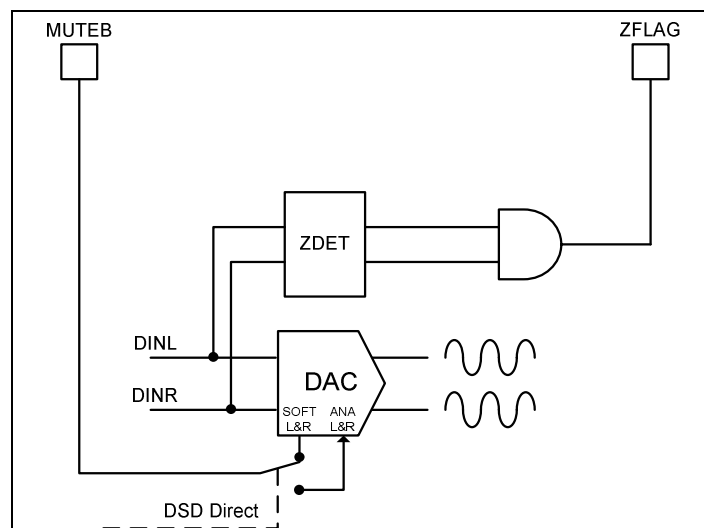 MUTEB
ZFLAG
ZDET
DINL
DAC
DINR
SOFT ANA
L&R L&R
DSD Direct